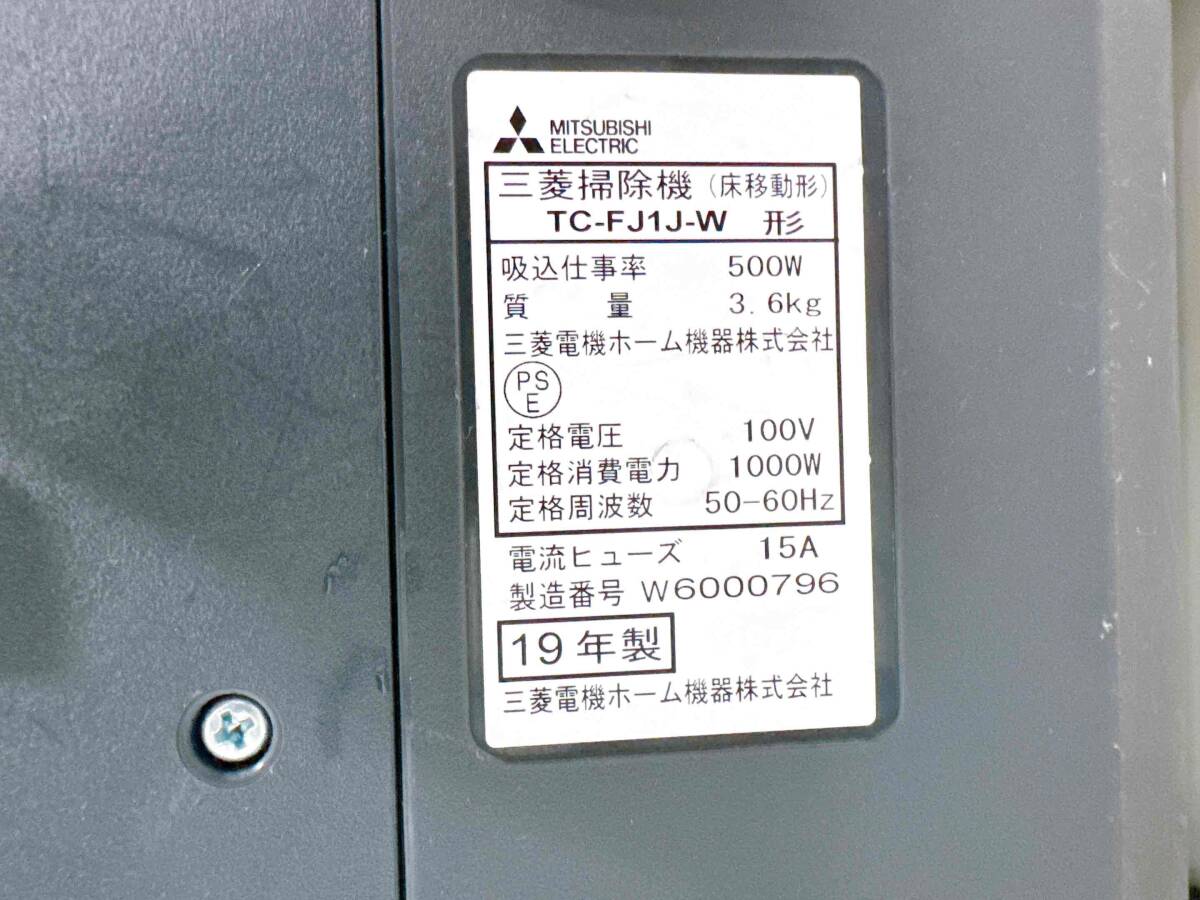 MITSUBISHI
ELECTRIC
三菱掃除機（床移動形）
TC-FJ1J-W 形
吸込仕事率 500W
質量 3.6kg
三菱電機ホーム機器株式会社
PS
E
定格電圧 100V
定格消費電力 1000W
定格周波数 50-60Hz
電流ヒューズ 15A
製造番号 W6000796
19年製
三菱電機ホーム機器株式会社